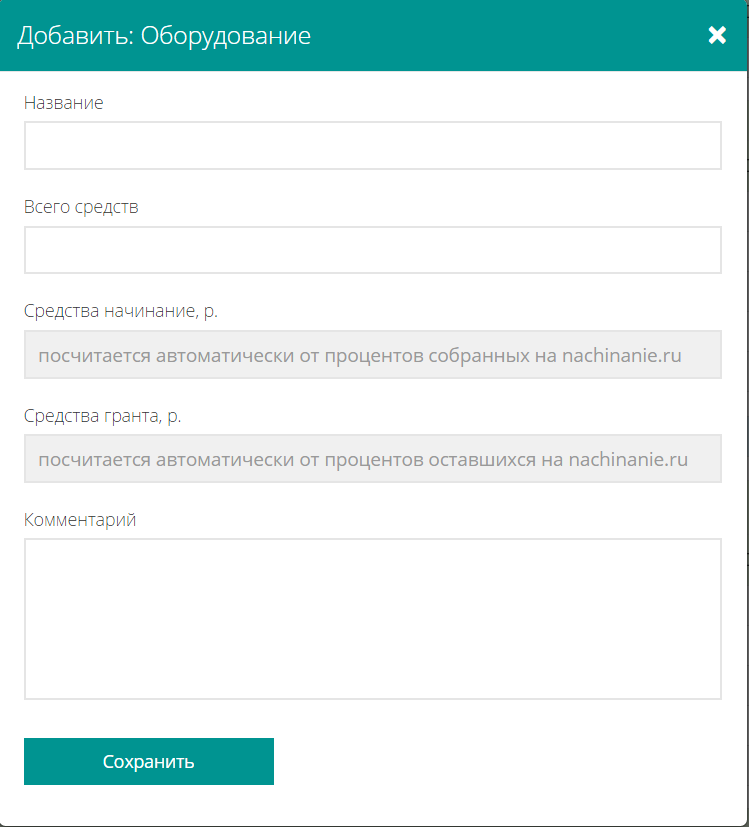 Добавить: Оборудование
Название
Всего средств
Средства начинание, р.
посчитается автоматически от процентов собранных на nachinanie.ru
Средства гранта, р.
посчитается автоматически от процентов оставшихся на nachinanie.ru
Комментарий
Сохранить